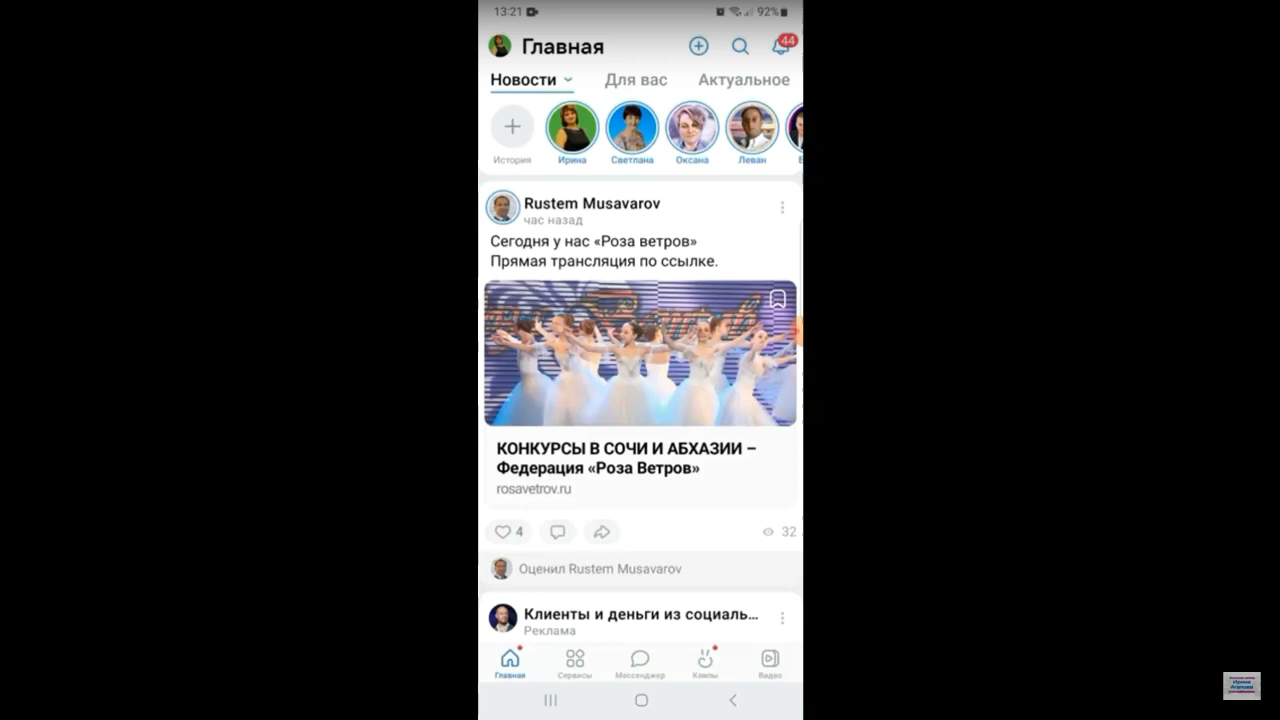 13:21
92%
Главная
44
Новости
Для вас
Актуальное
История
Ирина
Светлана
Оксана
Леван
Rustem Musavarov
час назад
Сегодня у нас «Роза ветров»
Прямая трансляция по ссылке.
КОНКУРСЫ В СОЧИ И АБХАЗИИ –
Федерация «Роза Ветров»
rosavetrov.ru
4
32
Оценил Rustem Musavarov
Клиенты и деньги из социаль...
Реклама
Главная
Сервисы
Мессенджер
Клипы
Видео
Ирина
Агапова